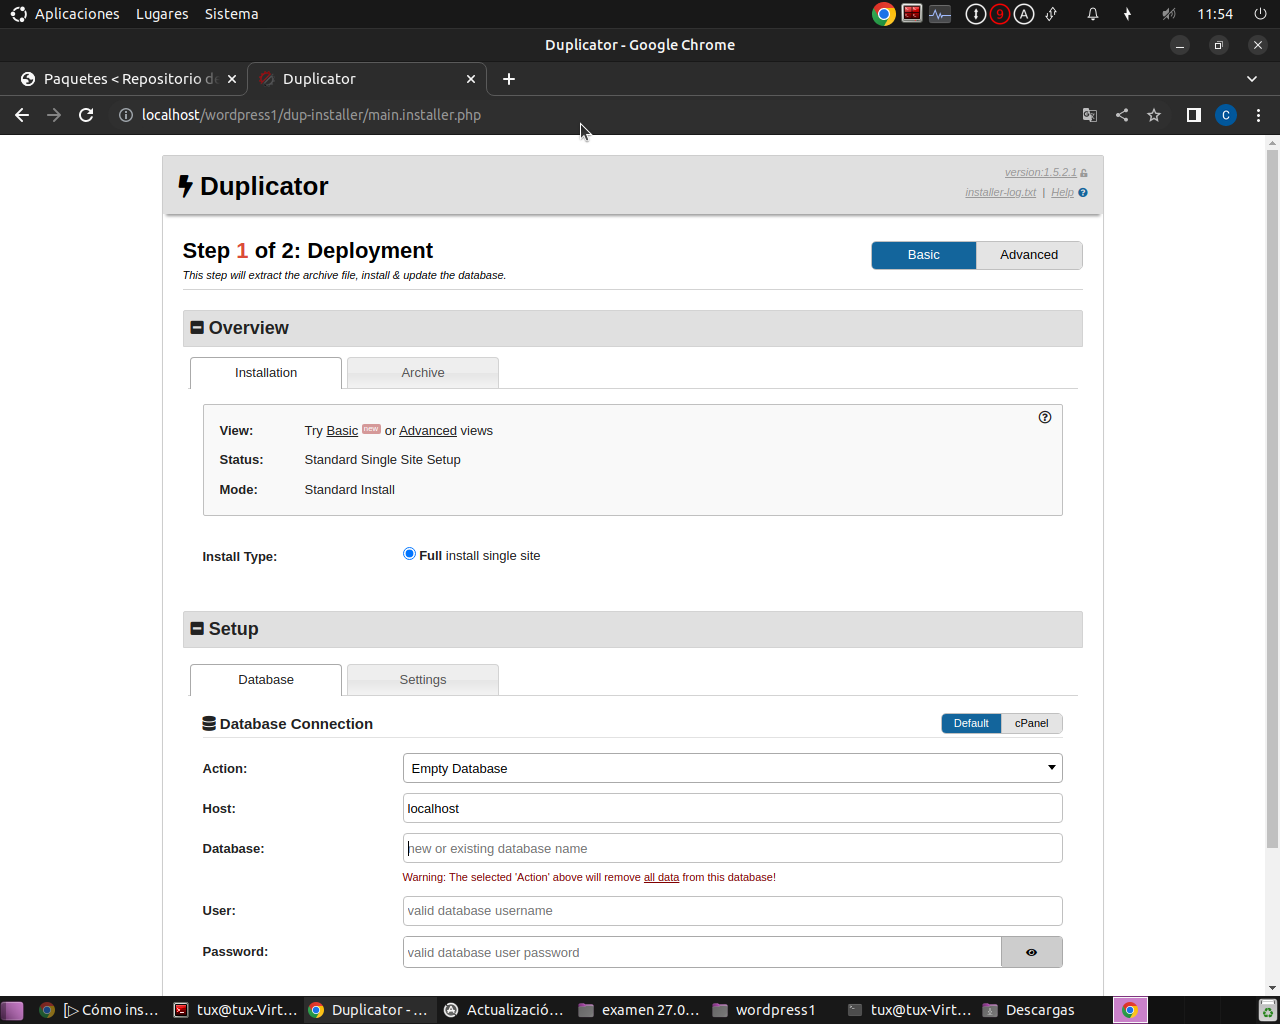 Aplicaciones Lugares Sistema 9 A 11:54
Duplicator - Google Chrome
Paquetes < Repositorio de Duplicator
localhost/wordpress1/dup-installer/main.installer.php C
Duplicator
version:1.5.2.1
installer-log.txt | Help
Step 1 of 2: Deployment
Basic Advanced
This step will extract the archive file, install & update the database.
Overview
Installation Archive
View: Try Basic new or Advanced views
Status: Standard Single Site Setup
Mode: Standard Install
Install Type: Full install single site
Setup
Database Settings
Database Connection Default cPanel
Action: Empty Database
Host: localhost
Database: new or existing database name
Warning: The selected 'Action' above will remove all data from this database!
User: valid database username
Password: valid database user password
[▷ Cómo ins... tux@tux-Virt... Duplicator - ... Actualizació... examen 27.0... wordpress1 tux@tux-Virt... Descargas